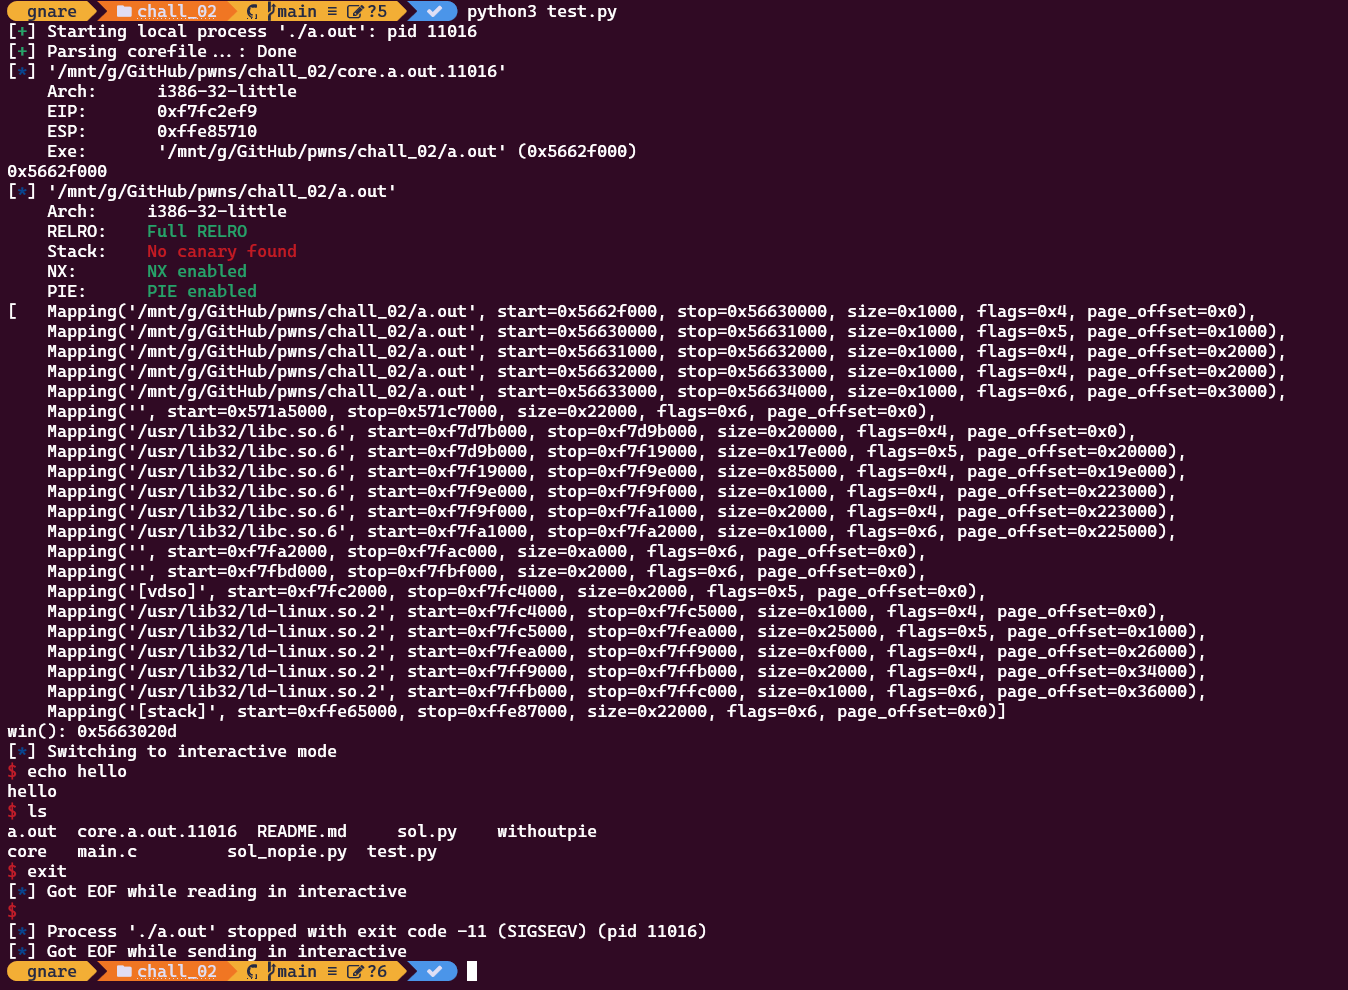 gnare chall_02 main ≡ ?5 python3 test.py
[+] Starting local process './a.out': pid 11016
[+] Parsing corefile...: Done
[*] '/mnt/g/GitHub/pwns/chall_02/core.a.out.11016'
    Arch:      i386-32-little
    EIP:       0xf7fc2ef9
    ESP:       0xffe85710
    Exe:       '/mnt/g/GitHub/pwns/chall_02/a.out' (0x5662f000)
0x5662f000
[*] '/mnt/g/GitHub/pwns/chall_02/a.out'
    Arch:     i386-32-little
    RELRO:    Full RELRO
    Stack:    No canary found
    NX:       NX enabled
    PIE:      PIE enabled
[   Mapping('/mnt/g/GitHub/pwns/chall_02/a.out', start=0x5662f000, stop=0x56630000, size=0x1000, flags=0x4, page_offset=0x0),
    Mapping('/mnt/g/GitHub/pwns/chall_02/a.out', start=0x56630000, stop=0x56631000, size=0x1000, flags=0x5, page_offset=0x1000),
    Mapping('/mnt/g/GitHub/pwns/chall_02/a.out', start=0x56631000, stop=0x56632000, size=0x1000, flags=0x4, page_offset=0x2000),
    Mapping('/mnt/g/GitHub/pwns/chall_02/a.out', start=0x56632000, stop=0x56633000, size=0x1000, flags=0x4, page_offset=0x2000),
    Mapping('/mnt/g/GitHub/pwns/chall_02/a.out', start=0x56633000, stop=0x56634000, size=0x1000, flags=0x6, page_offset=0x3000),
    Mapping('', start=0x571a5000, stop=0x571c7000, size=0x22000, flags=0x6, page_offset=0x0),
    Mapping('/usr/lib32/libc.so.6', start=0xf7d7b000, stop=0xf7d9b000, size=0x20000, flags=0x4, page_offset=0x0),
    Mapping('/usr/lib32/libc.so.6', start=0xf7d9b000, stop=0xf7f19000, size=0x17e000, flags=0x5, page_offset=0x20000),
    Mapping('/usr/lib32/libc.so.6', start=0xf7f19000, stop=0xf7f9e000, size=0x85000, flags=0x4, page_offset=0x19e000),
    Mapping('/usr/lib32/libc.so.6', start=0xf7f9e000, stop=0xf7f9f000, size=0x1000, flags=0x4, page_offset=0x223000),
    Mapping('/usr/lib32/libc.so.6', start=0xf7f9f000, stop=0xf7fa1000, size=0x2000, flags=0x4, page_offset=0x223000),
    Mapping('/usr/lib32/libc.so.6', start=0xf7fa1000, stop=0xf7fa2000, size=0x1000, flags=0x6, page_offset=0x225000),
    Mapping('', start=0xf7fa2000, stop=0xf7fac000, size=0xa000, flags=0x6, page_offset=0x0),
    Mapping('', start=0xf7fbd000, stop=0xf7fbf000, size=0x2000, flags=0x6, page_offset=0x0),
    Mapping('[vdso]', start=0xf7fc2000, stop=0xf7fc4000, size=0x2000, flags=0x5, page_offset=0x0),
    Mapping('/usr/lib32/ld-linux.so.2', start=0xf7fc4000, stop=0xf7fc5000, size=0x1000, flags=0x4, page_offset=0x0),
    Mapping('/usr/lib32/ld-linux.so.2', start=0xf7fc5000, stop=0xf7fea000, size=0x25000, flags=0x5, page_offset=0x1000),
    Mapping('/usr/lib32/ld-linux.so.2', start=0xf7fea000, stop=0xf7ff9000, size=0xf000, flags=0x4, page_offset=0x26000),
    Mapping('/usr/lib32/ld-linux.so.2', start=0xf7ff9000, stop=0xf7ffb000, size=0x2000, flags=0x4, page_offset=0x34000),
    Mapping('/usr/lib32/ld-linux.so.2', start=0xf7ffb000, stop=0xf7ffc000, size=0x1000, flags=0x6, page_offset=0x36000),
    Mapping('[stack]', start=0xffe65000, stop=0xffe87000, size=0x22000, flags=0x6, page_offset=0x0)]
win(): 0x5663020d
[*] Switching to interactive mode
$ echo hello
hello
$ ls
a.out  core.a.out.11016  README.md     sol.py    withoutpie
core   main.c         sol_nopie.py  test.py
$ exit
[*] Got EOF while reading in interactive
$
[*] Process './a.out' stopped with exit code -11 (SIGSEGV) (pid 11016)
[*] Got EOF while sending in interactive
gnare chall_02 main ≡ ?6